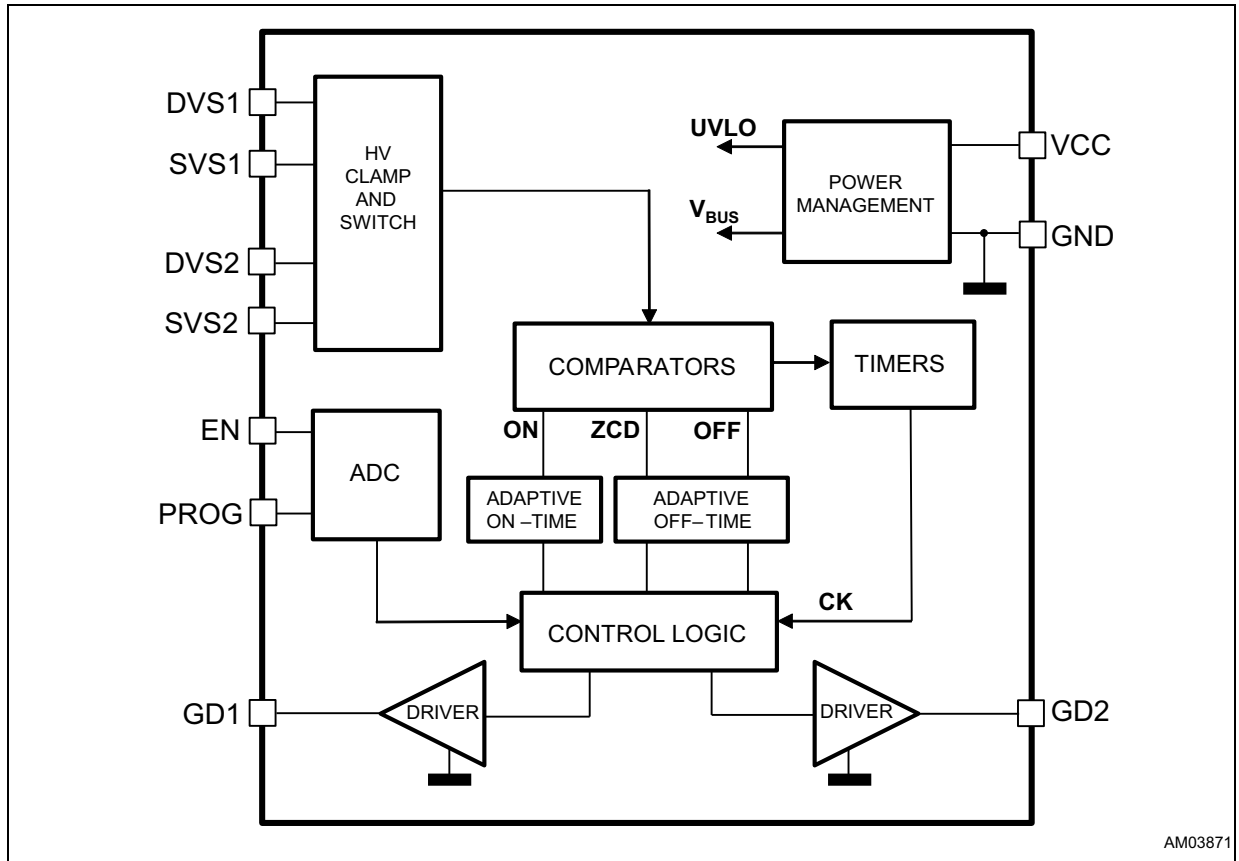 DVS1
SVS1
DVS2
SVS2
HV
CLAMP
AND
SWITCH
UVLO
V_BUS
POWER
MANAGEMENT
VCC
GND
COMPARATORS
TIMERS
EN
PROG
ADC
ON
ZCD
OFF
ADAPTIVE
ON –TIME
ADAPTIVE
OFF– TIME
CK
CONTROL LOGIC
GD1
DRIVER
DRIVER
GD2
AM03871